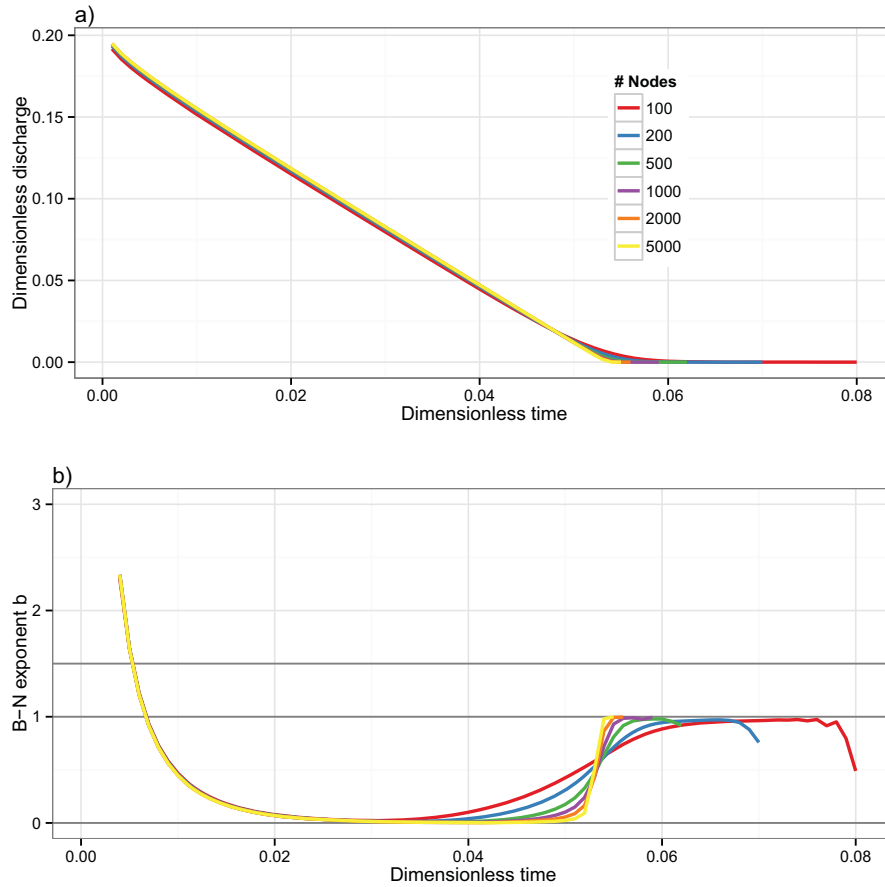 a)
0.20
0.15
0.10
0.05
0.00
Dimensionless discharge
# Nodes
100
200
500
1000
2000
5000
0.00 0.02 0.04 0.06 0.08
Dimensionless time
b)
3
2
1
0
B−N exponent b
0.00 0.02 0.04 0.06 0.08
Dimensionless time